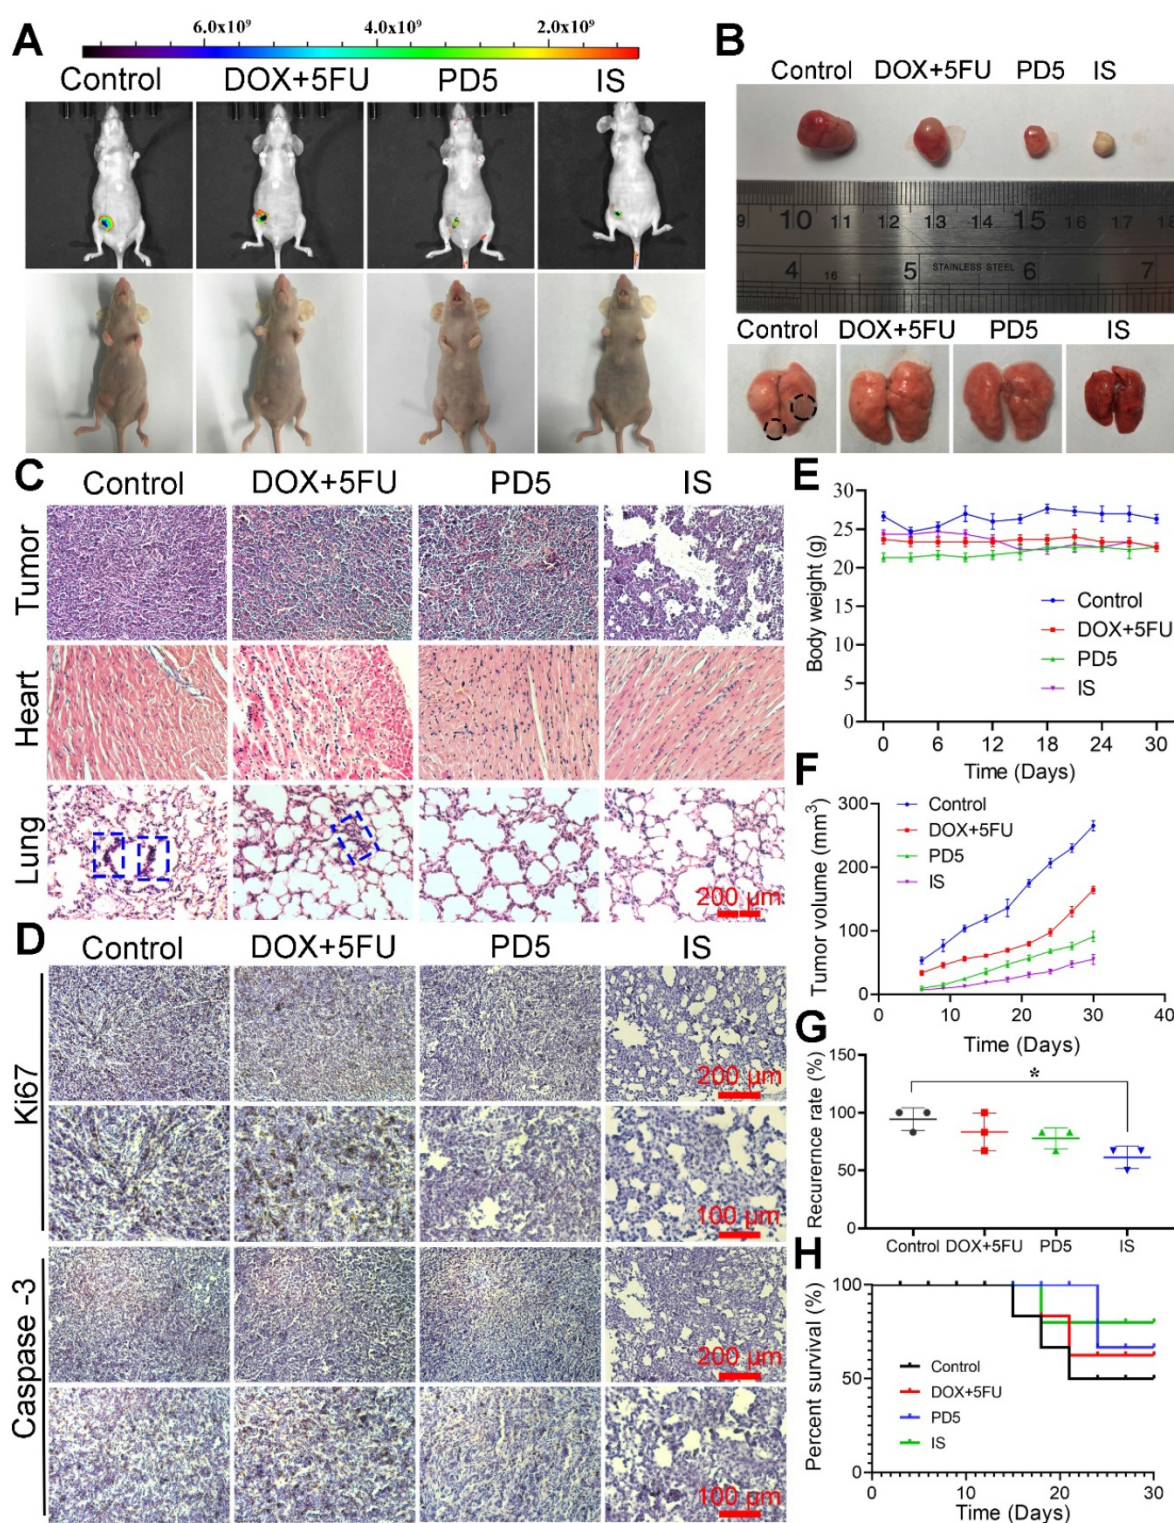 A
6.0x10⁹ 4.0x10⁹ 2.0x10⁹
Control DOX+5FU PD5 IS
B
Control DOX+5FU PD5 IS
9 10 11 12 13 14 15 16 17 18
4 16 5 STAINLESS STEEL 6 7
Control DOX+5FU PD5 IS
C
Control DOX+5FU PD5 IS
Tumor
Heart
Lung
200 μm
D
Control DOX+5FU PD5 IS
Ki67
200 μm
100 μm
Caspase -3
200 μm
100 μm
E
Body weight (g)
30
25
20
15
10
5
0
Control
DOX+5FU
PD5
IS
0 6 12 18 24 30
Time (Days)
F
Tumor volume (mm³)
300
200
100
0
Control
DOX+5FU
PD5
IS
0 10 20 30 40
Time (Days)
G
Recurrence rate (%)
150
100
50
0
*
Control DOX+5FU PD5 IS
H
Percent survival (%)
100
50
0
Control
DOX+5FU
PD5
IS
0 10 20 30
Time (Days)